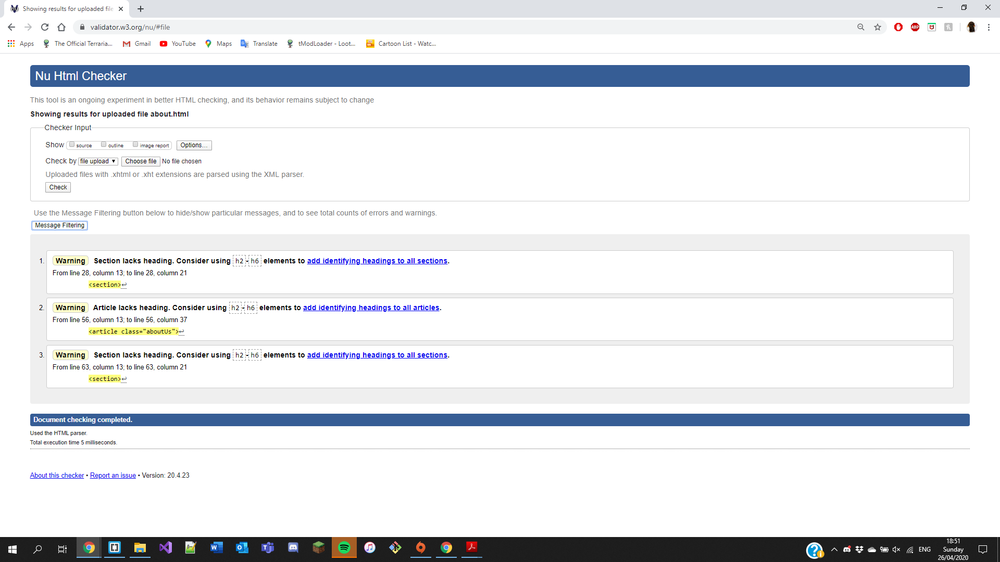 Showing results for uploaded file
validator.w3.org/nu/#file
ABP
Apps
The Official Terraria...
Gmail
YouTube
Maps
Translate
tModLoader - Loot...
Cartoon List - Watc...
Nu Html Checker
This tool is an ongoing experiment in better HTML checking, and its behavior remains subject to change
Showing results for uploaded file about.html
Checker Input
Show source outline image report Options...
Check by file upload Choose file No file chosen
Uploaded files with .xhtml or .xht extensions are parsed using the XML parser.
Check
Use the Message Filtering button below to hide/show particular messages, and to see total counts of errors and warnings.
Message Filtering
1. Warning Section lacks heading. Consider using h2-h6 elements to add identifying headings to all sections.
From line 28, column 13; to line 28, column 21
<section>↩
2. Warning Article lacks heading. Consider using h2-h6 elements to add identifying headings to all articles.
From line 56, column 13; to line 56, column 37
<article class="aboutUs">↩
3. Warning Section lacks heading. Consider using h2-h6 elements to add identifying headings to all sections.
From line 63, column 13; to line 63, column 21
<section>↩
Document checking completed.
Used the HTML parser.
Total execution time 5 milliseconds.
About this checker • Report an issue • Version: 20.4.23
ENG
18:51
Sunday
26/04/2020